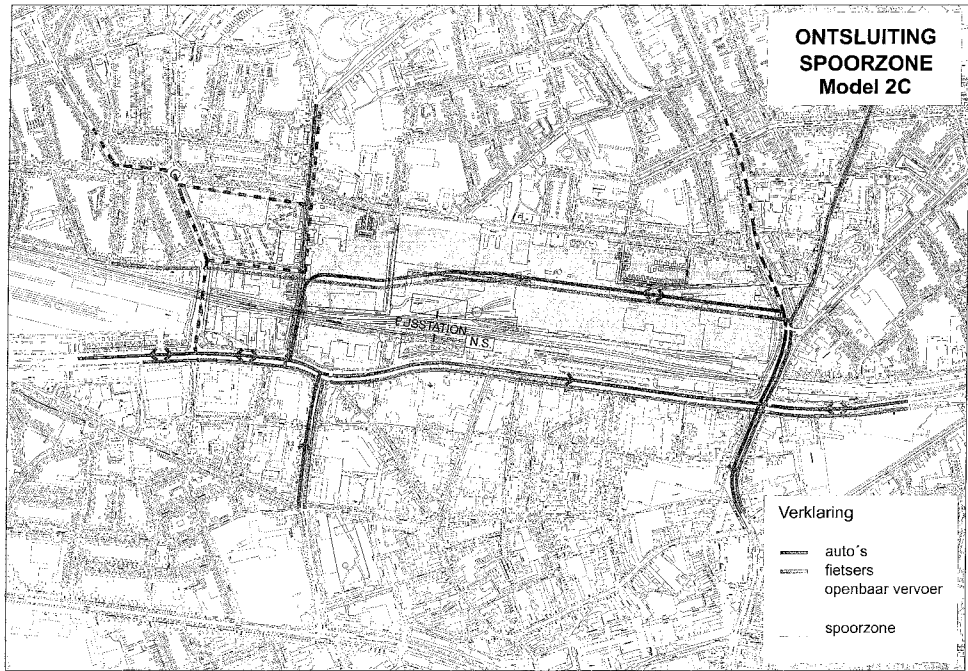 ONTSLUITING
SPOORZONE
Model 2C
N.S.
Verklaring
auto´s
fietsers
openbaar vervoer
spoorzone